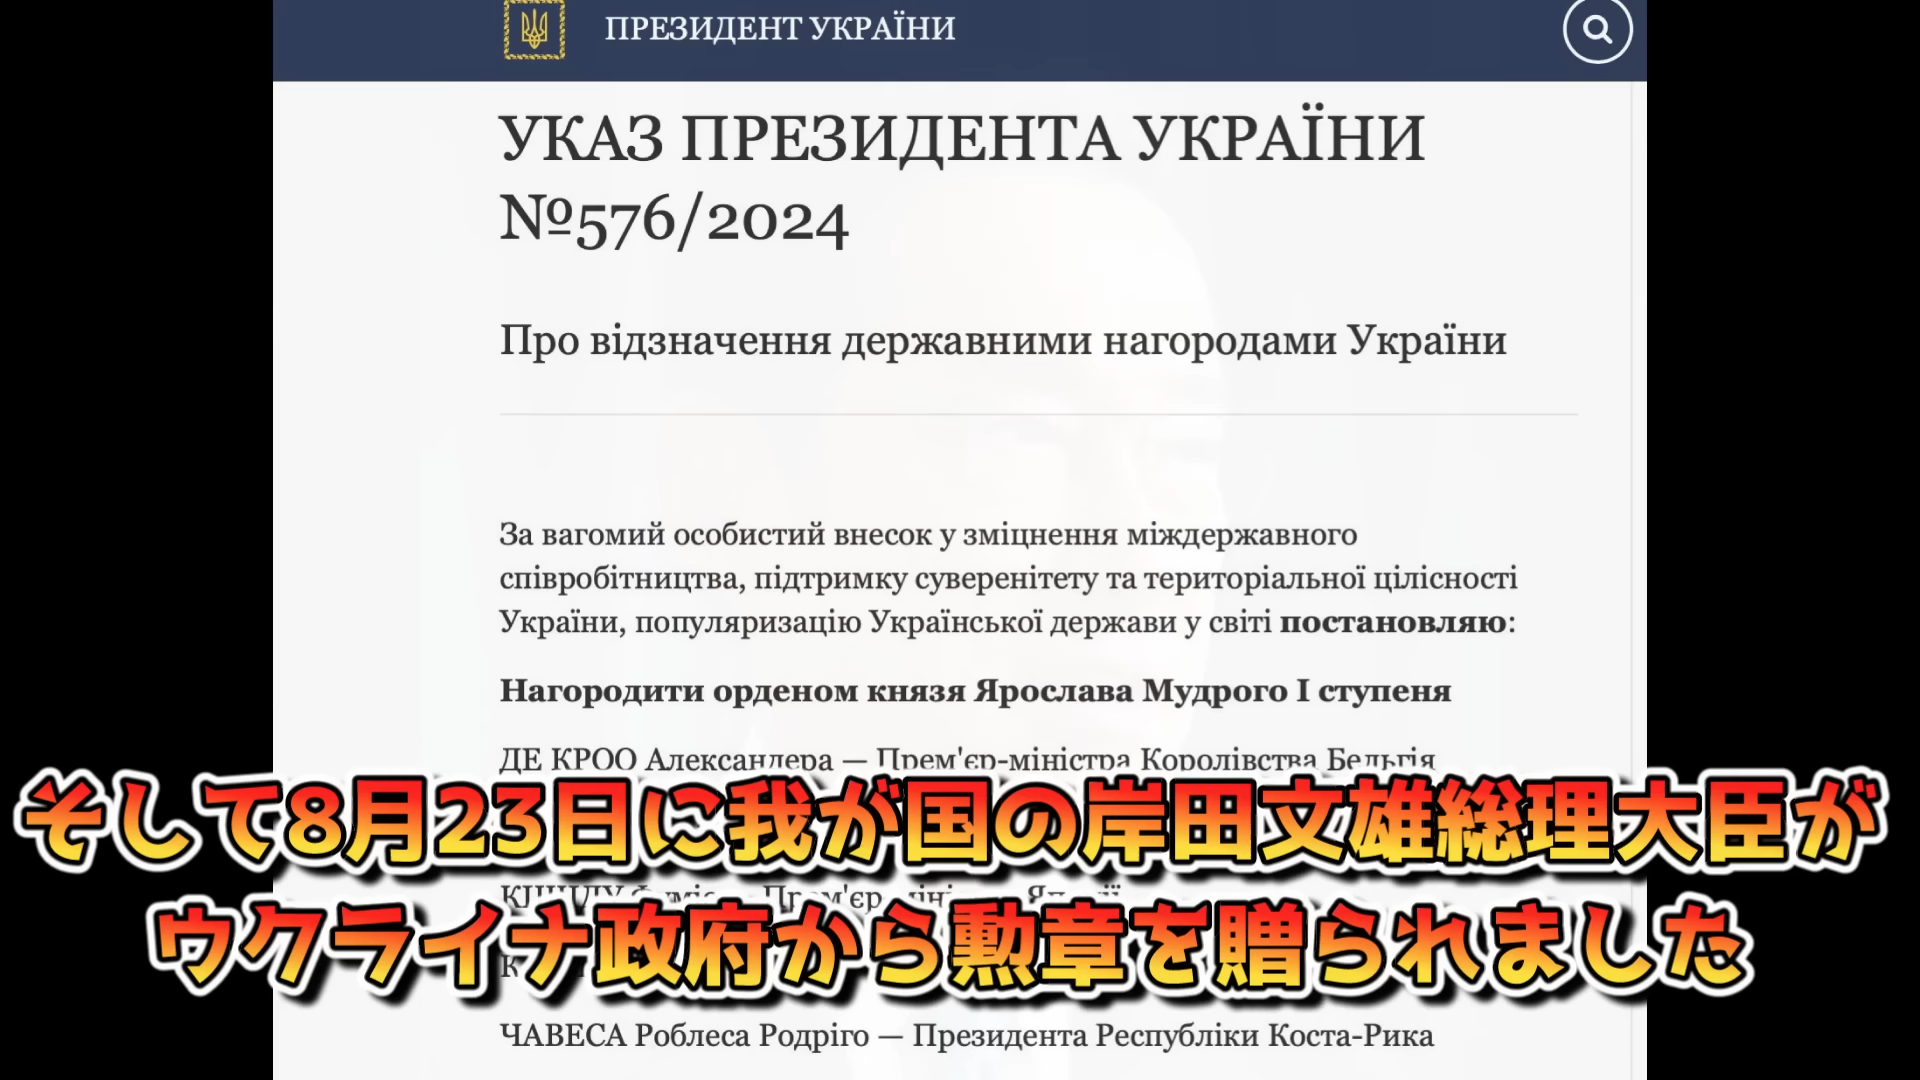 ПРЕЗИДЕНТ УКРАЇНИ
УКАЗ ПРЕЗИДЕНТА УКРАЇНИ
№576/2024
Про відзначення державними нагородами України
За вагомий особистий внесок у зміцнення міждержавного
співробітництва, підтримку суверенітету та територіальної цілісності
України, популяризацію Української держави у світі постановляю:
Нагородити орденом князя Ярослава Мудрого І ступеня
ДЕ КРОО Александера — Прем'єр-міністра Королівства Бельгія
そして8月23日に我が国の岸田文雄総理大臣が
ウクライナ政府から勲章を贈られました
ЧАВЕСА Роблеса Родріго — Президента Республіки Коста-Рика